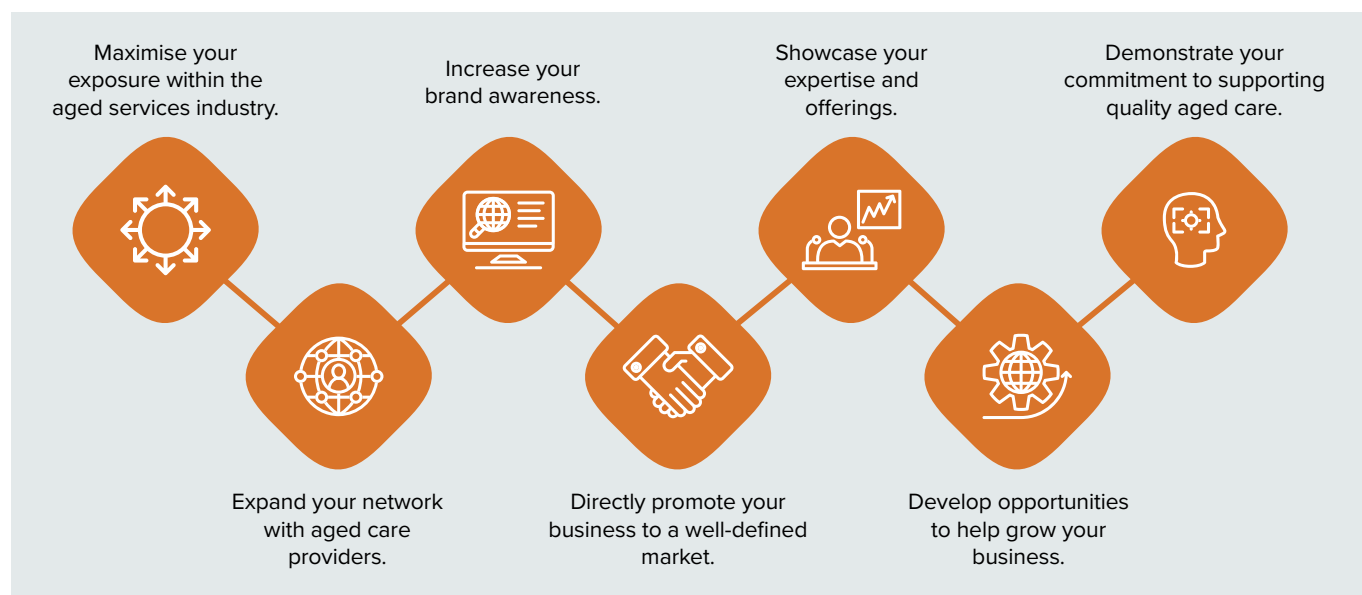 Maximise your
exposure within the
aged services industry.
Expand your network
with aged care
providers.
Increase your
brand awareness.
Directly promote your
business to a well-defined
market.
Showcase your
expertise and
offerings.
Develop opportunities
to help grow your
business.
Demonstrate your
commitment to supporting
quality aged care.